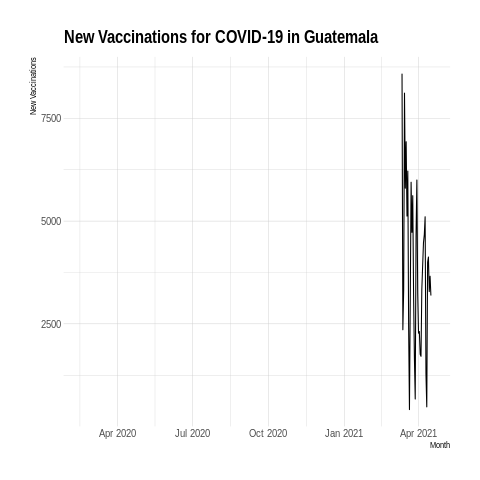 New Vaccinations for COVID-19 in Guatemala
New Vaccinations
7500
5000
2500
Apr 2020
Jul 2020
Oct 2020
Jan 2021
Apr 2021
Month